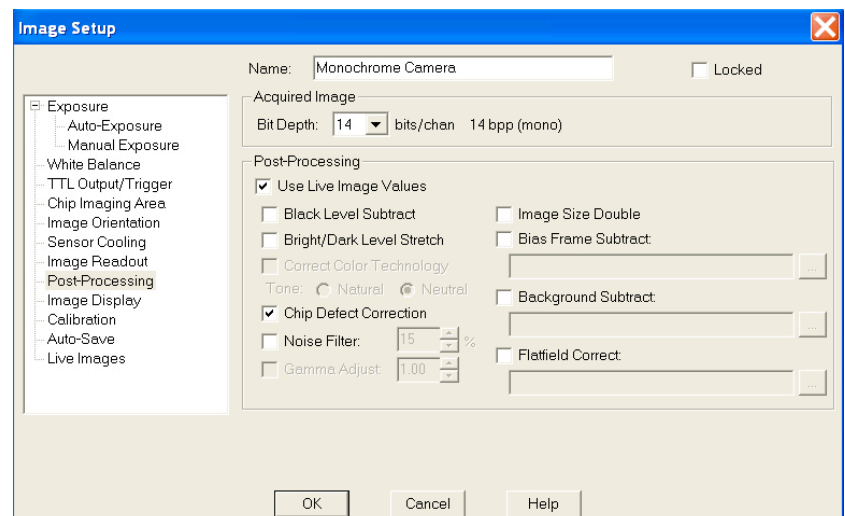 Image Setup
Name: Monochrome Camera
Locked
Exposure
Auto-Exposure
Manual Exposure
White Balance
TTL Output/Trigger
Chip Imaging Area
Image Orientation
Sensor Cooling
Image Readout
Post-Processing
Image Display
Calibration
Auto-Save
Live Images
Acquired Image
Bit Depth: 14 bits/chan 14 bpp (mono)
Post-Processing
Use Live Image Values
Black Level Subtract
Bright/Dark Level Stretch
Correct Color Technology
Tone: Natural Neutral
Chip Defect Correction
Noise Filter: 15 %
Gamma Adjust: 1.00
Image Size Double
Bias Frame Subtract:
...
Background Subtract:
...
Flatfield Correct:
...
OK Cancel Help